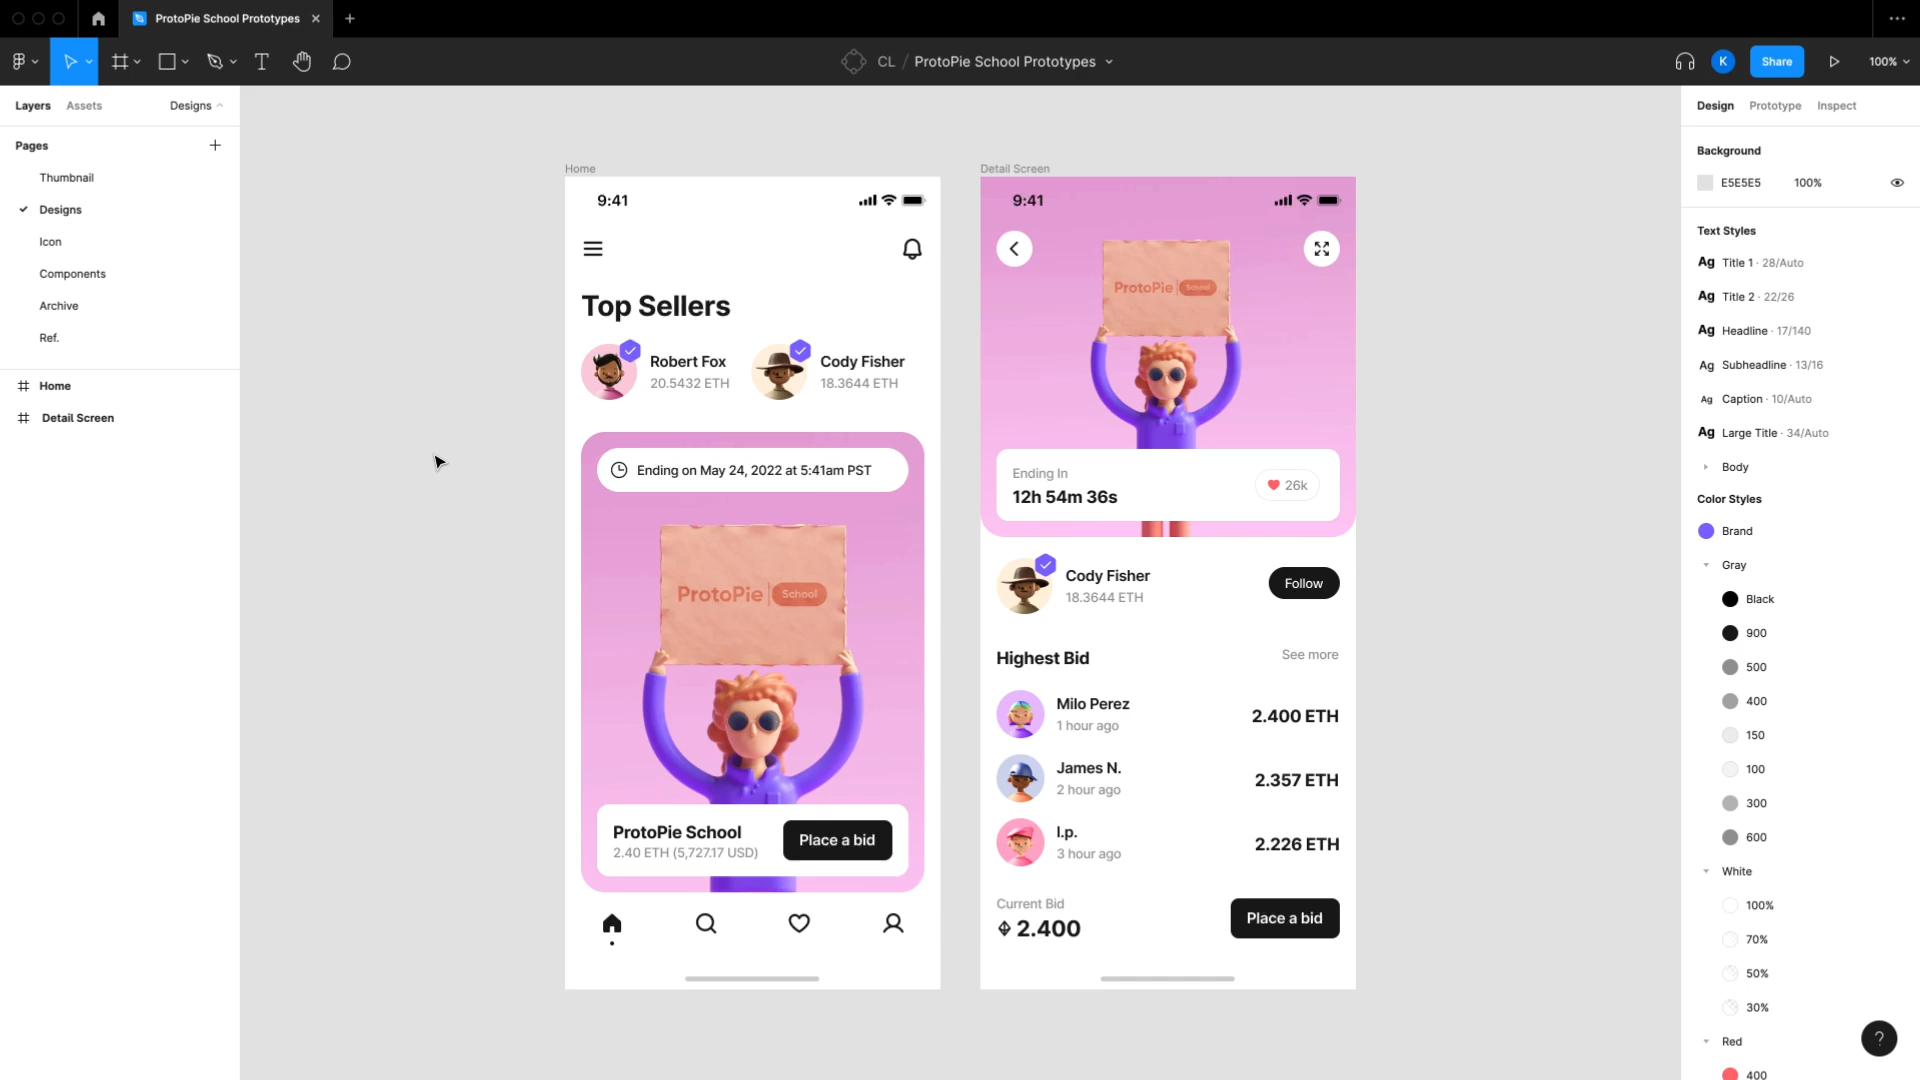 ProtoPie School Prototypes
CL / ProtoPie School Prototypes
K
Share
100%
Layers
Assets
Designs
Pages
Thumbnail
Designs
Icon
Components
Archive
Ref.
Home
Detail Screen
Home
9:41
Top Sellers
Robert Fox
20.5432 ETH
Cody Fisher
18.3644 ETH
Ending on May 24, 2022 at 5:41am PST
ProtoPie School
ProtoPie School
2.40 ETH (5,727.17 USD)
Place a bid
Detail Screen
9:41
ProtoPie School
Ending In
12h 54m 36s
26k
Cody Fisher
18.3644 ETH
Follow
Highest Bid
See more
Milo Perez
1 hour ago
2.400 ETH
James N.
2 hour ago
2.357 ETH
I.p.
3 hour ago
2.226 ETH
Current Bid
2.400
Place a bid
Design
Prototype
Inspect
Background
E5E5E5
100%
Text Styles
Ag Title 1 · 28/Auto
Ag Title 2 · 22/26
Ag Headline · 17/140
Ag Subheadline · 13/16
Ag Caption · 10/Auto
Ag Large Title · 34/Auto
Body
Color Styles
Brand
Gray
Black
900
500
400
150
100
300
600
White
100%
70%
50%
30%
Red
400
?